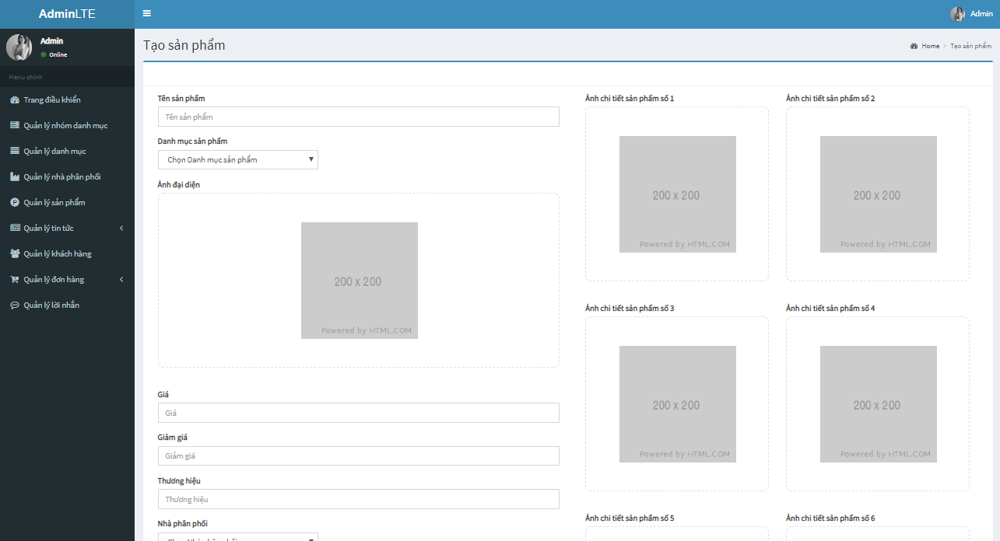 AdminLTE
Admin
Admin
Online
Menu chính
Trang điều khiển
Quản lý nhóm danh mục
Quản lý danh mục
Quản lý nhà phân phối
Quản lý sản phẩm
Quản lý tin tức
Quản lý khách hàng
Quản lý đơn hàng
Quản lý lời nhắn
Tạo sản phẩm
Home > Tạo sản phẩm
Tên sản phẩm
Tên sản phẩm
Danh mục sản phẩm
Chọn Danh mục sản phẩm
Ảnh đại diện
200 x 200
Powered by HTML.COM
Giá
Giá
Giảm giá
Giảm giá
Thương hiệu
Thương hiệu
Nhà phân phối
Chọn Nhà phân phối
Ảnh chi tiết sản phẩm số 1
200 x 200
Powered by HTML.COM
Ảnh chi tiết sản phẩm số 2
200 x 200
Powered by HTML.COM
Ảnh chi tiết sản phẩm số 3
200 x 200
Powered by HTML.COM
Ảnh chi tiết sản phẩm số 4
200 x 200
Powered by HTML.COM
Ảnh chi tiết sản phẩm số 5
Ảnh chi tiết sản phẩm số 6